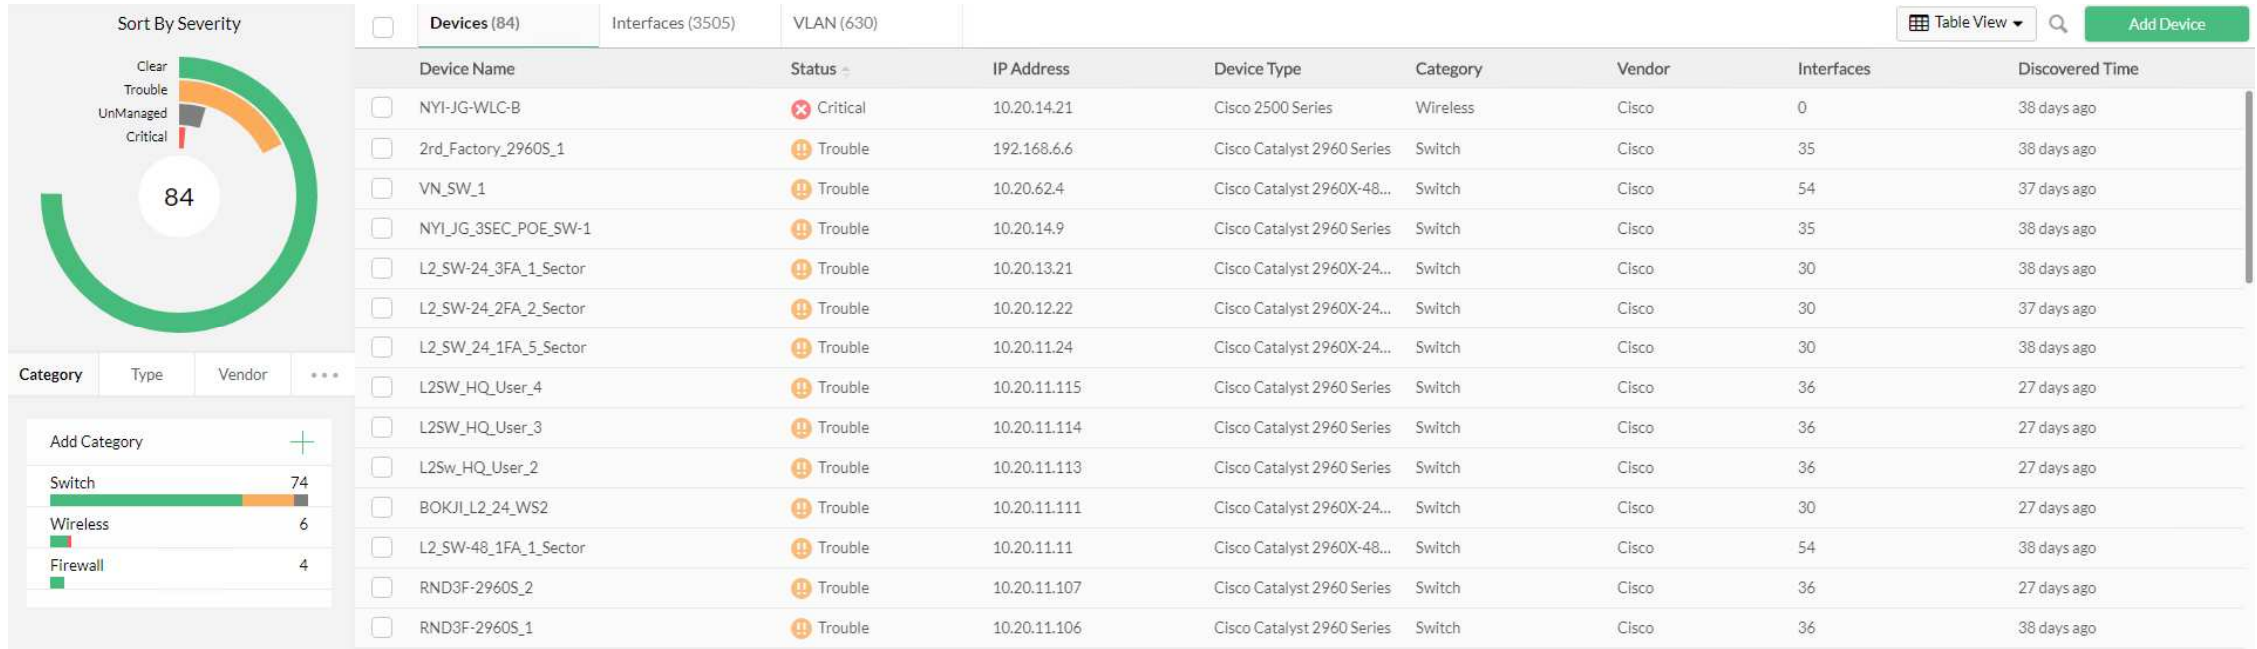 Sort By Severity
Clear
Trouble
UnManaged
Critical
84
Category Type Vendor
Add Category
Switch 74
Wireless 6
Firewall 4
Devices (84) Interfaces (3505) VLAN (630) Table View Add Device
Device Name Status IP Address Device Type Category Vendor Interfaces Discovered Time
NYI-JG-WLC-B Critical 10.20.14.21 Cisco 2500 Series Wireless Cisco 0 38 days ago
2rd_Factory_2960S_1 Trouble 192.168.6.6 Cisco Catalyst 2960 Series Switch Cisco 35 38 days ago
VN_SW_1 Trouble 10.20.62.4 Cisco Catalyst 2960X-48... Switch Cisco 54 37 days ago
NYI_JG_3SEC_POE_SW-1 Trouble 10.20.14.9 Cisco Catalyst 2960 Series Switch Cisco 35 38 days ago
L2_SW-24_3FA_1_Sector Trouble 10.20.13.21 Cisco Catalyst 2960X-24... Switch Cisco 30 38 days ago
L2_SW-24_2FA_2_Sector Trouble 10.20.12.22 Cisco Catalyst 2960X-24... Switch Cisco 30 37 days ago
L2_SW_24_1FA_5_Sector Trouble 10.20.11.24 Cisco Catalyst 2960X-24... Switch Cisco 30 38 days ago
L2SW_HQ_User_4 Trouble 10.20.11.115 Cisco Catalyst 2960 Series Switch Cisco 36 27 days ago
L2SW_HQ_User_3 Trouble 10.20.11.114 Cisco Catalyst 2960 Series Switch Cisco 36 27 days ago
L2Sw_HQ_User_2 Trouble 10.20.11.113 Cisco Catalyst 2960 Series Switch Cisco 36 27 days ago
BOKJI_L2_24_WS2 Trouble 10.20.11.111 Cisco Catalyst 2960X-24... Switch Cisco 30 27 days ago
L2_SW-48_1FA_1_Sector Trouble 10.20.11.11 Cisco Catalyst 2960X-48... Switch Cisco 54 38 days ago
RND3F-2960S_2 Trouble 10.20.11.107 Cisco Catalyst 2960 Series Switch Cisco 36 27 days ago
RND3F-2960S_1 Trouble 10.20.11.106 Cisco Catalyst 2960 Series Switch Cisco 36 38 days ago